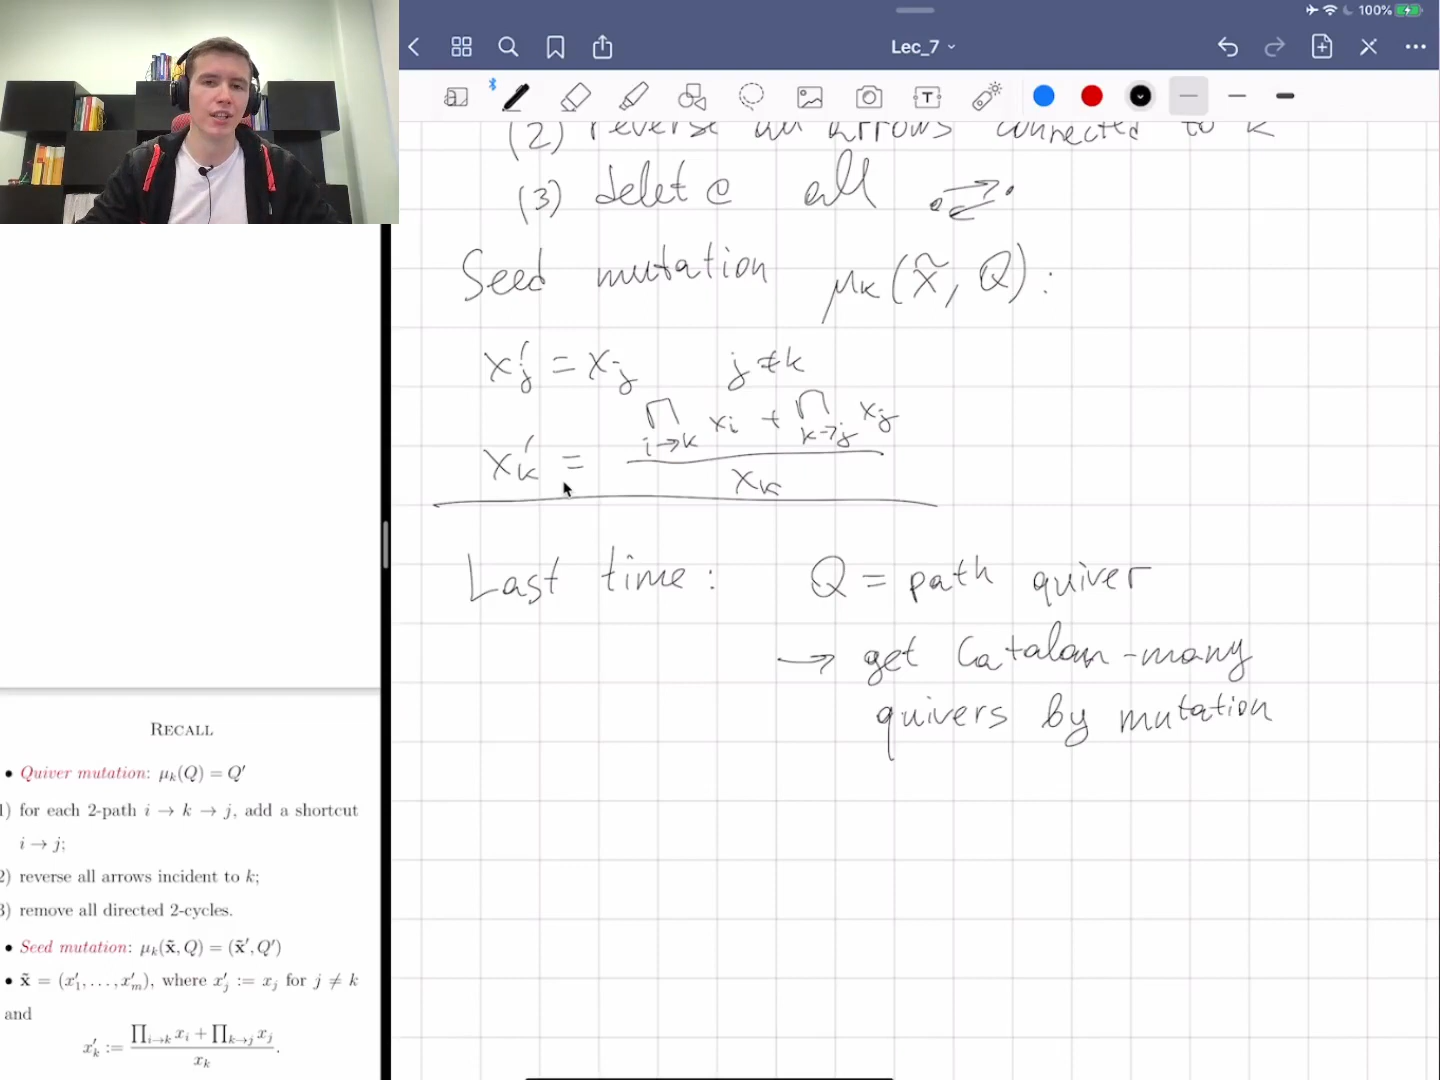 100%
Lec_7
(2) reverse all arrows connected to k
(3) delete all
Seed mutation μₖ(x̃, Q):
x'ⱼ = xⱼ j ≠ k
x'ₖ = (∏_{i→k} xᵢ + ∏_{k→j} xⱼ) / xₖ
Last time: Q = path quiver
→ get Catalan-many
quivers by mutation
RECALL
• Quiver mutation: μₖ(Q) = Q′
1) for each 2-path i → k → j, add a shortcut
i → j;
2) reverse all arrows incident to k;
3) remove all directed 2-cycles.
• Seed mutation: μₖ(x̃, Q) = (x̃′, Q′)
• x̃ = (x′₁, . . . , x′ₘ), where x′ⱼ := xⱼ for j ≠ k
and
x′ₖ := (∏_{i→k} xᵢ + ∏_{k→j} xⱼ) / xₖ.